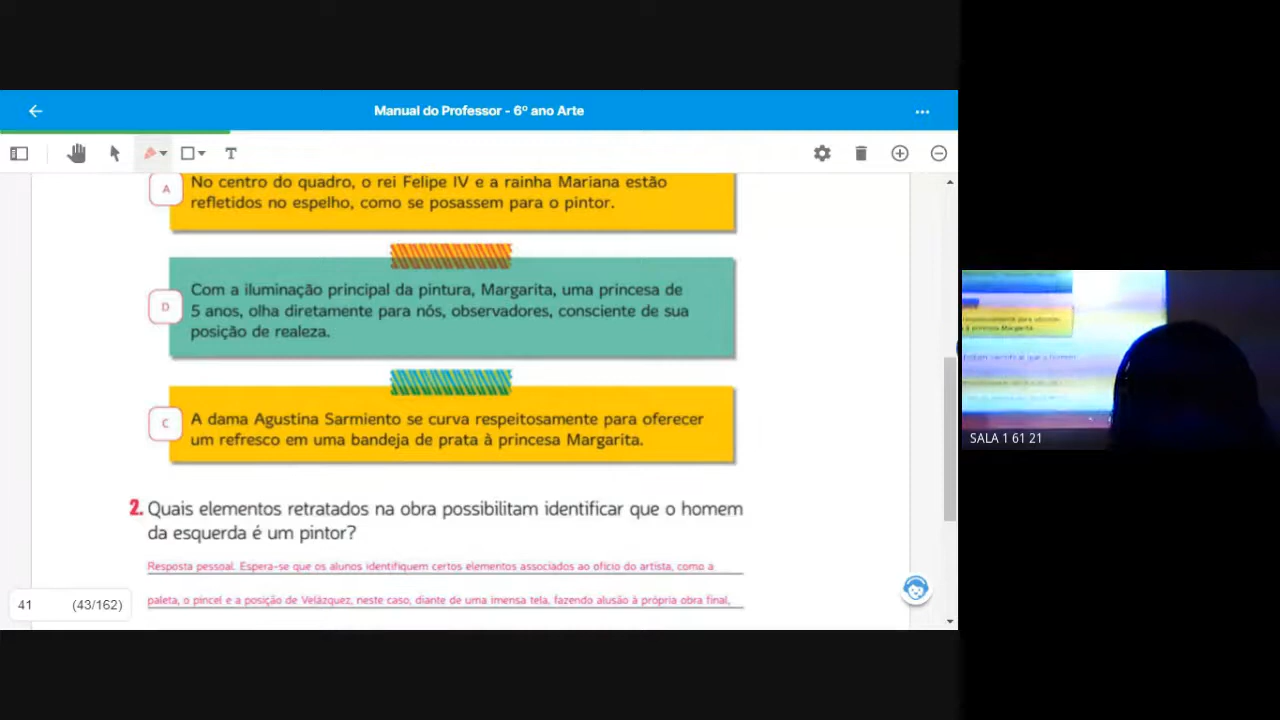 Manual do Professor - 6º ano Arte
T
A
No centro do quadro, o rei Felipe IV e a rainha Mariana estão
refletidos no espelho, como se posassem para o pintor.
D
Com a iluminação principal da pintura, Margarita, uma princesa de
5 anos, olha diretamente para nós, observadores, consciente de sua
posição de realeza.
C
A dama Agustina Sarmiento se curva respeitosamente para oferecer
um refresco em uma bandeja de prata à princesa Margarita.
2. Quais elementos retratados na obra possibilitam identificar que o homem
da esquerda é um pintor?
Resposta pessoal. Espera-se que os alunos identifiquem certos elementos associados ao ofício do artista, como a
paleta, o pincel e a posição de Velázquez, neste caso, diante de uma imensa tela, fazendo alusão à própria obra final,
41 (43/162)
SALA 1 61 21